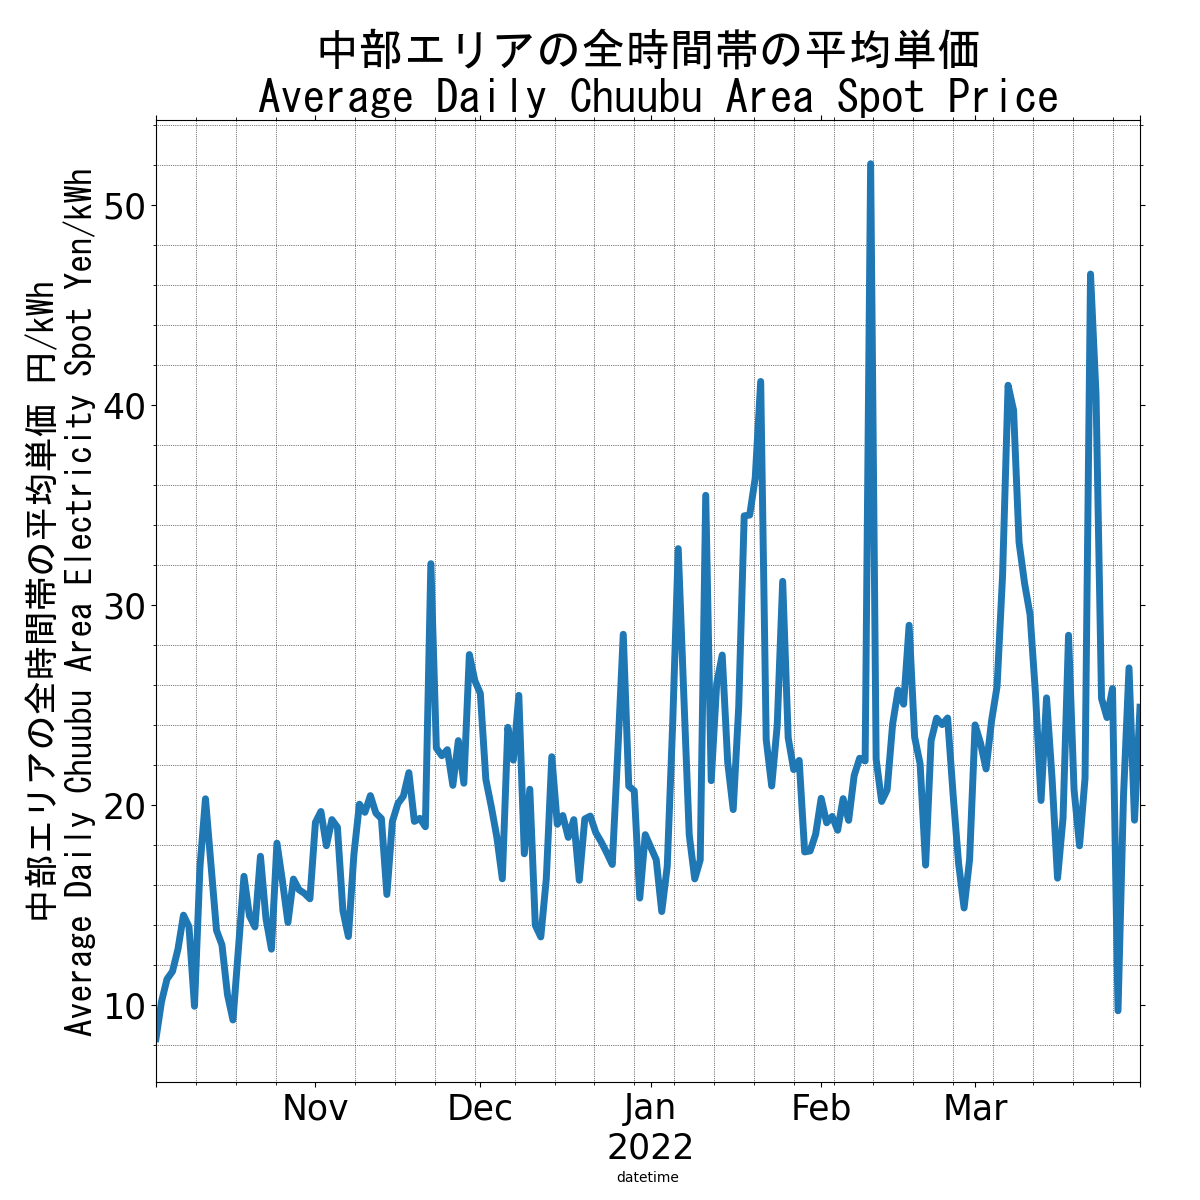 中部エリアの全時間帯の平均単価
Average Daily Chuubu Area Spot Price
中部エリアの全時間帯の平均単価 円/kWh
Average Daily Chuubu Area Electricity Spot Yen/kWh
50
40
30
20
10
Nov
Dec
Jan
2022
Feb
Mar
datetime